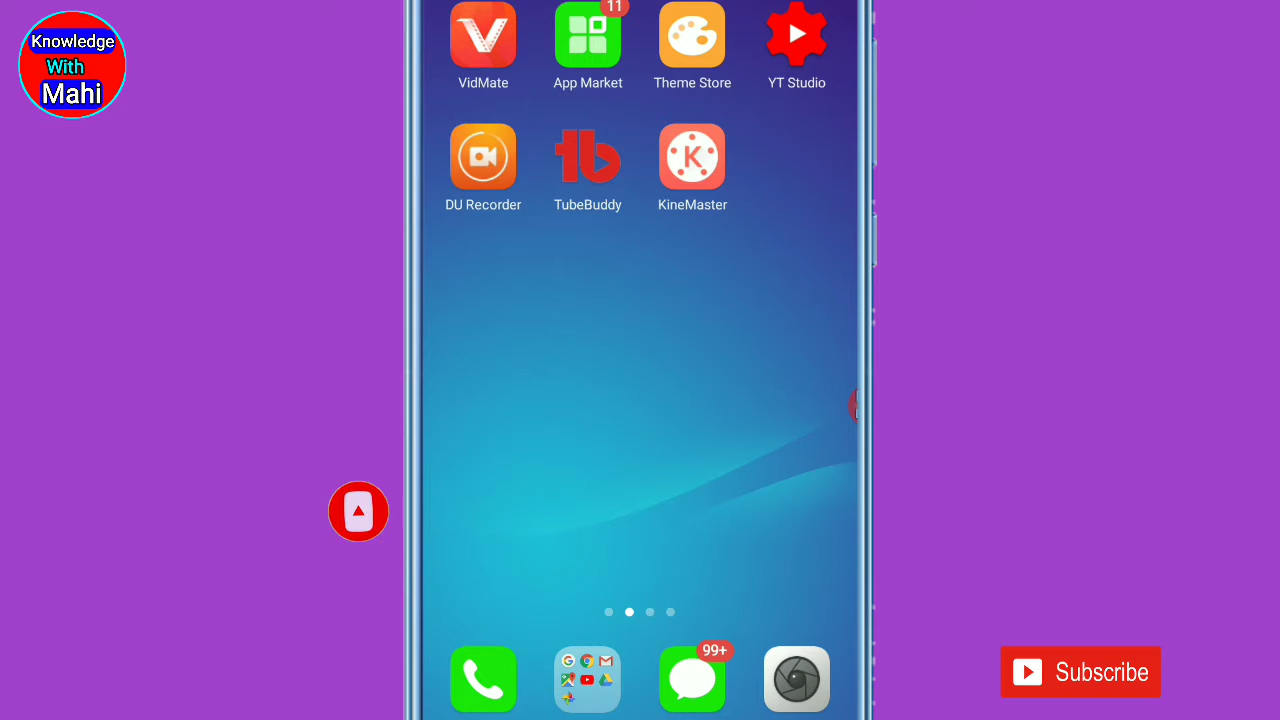 Knowledge
With
Mahi
11
VidMate
App Market
Theme Store
YT Studio
DU Recorder
TubeBuddy
KineMaster
99+
Subscribe